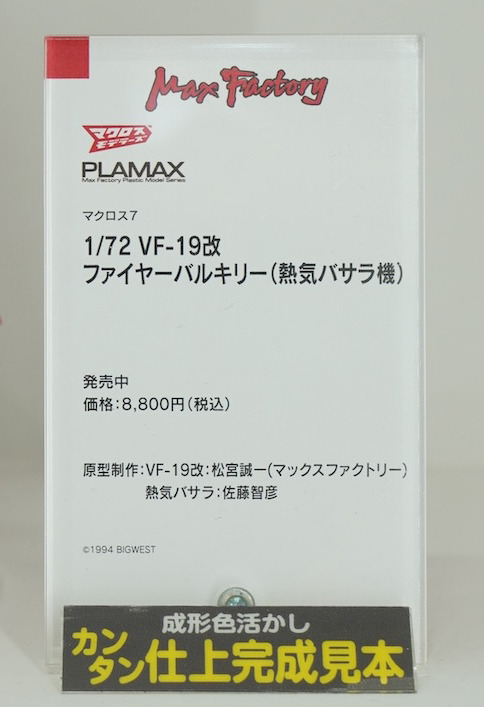 Max Factory
マクロス
モデラーズ
PLAMAX
Max Factory Plastic Model Series
マクロス7
1/72 VF-19改
ファイヤーバルキリー(熱気バサラ機)
発売中
価格:8,800円(税込)
原型制作:VF-19改:松宮誠一(マックスファクトリー)
熱気バサラ:佐藤智彦
©1994 BIGWEST
成形色活かし
カンタン仕上完成見本